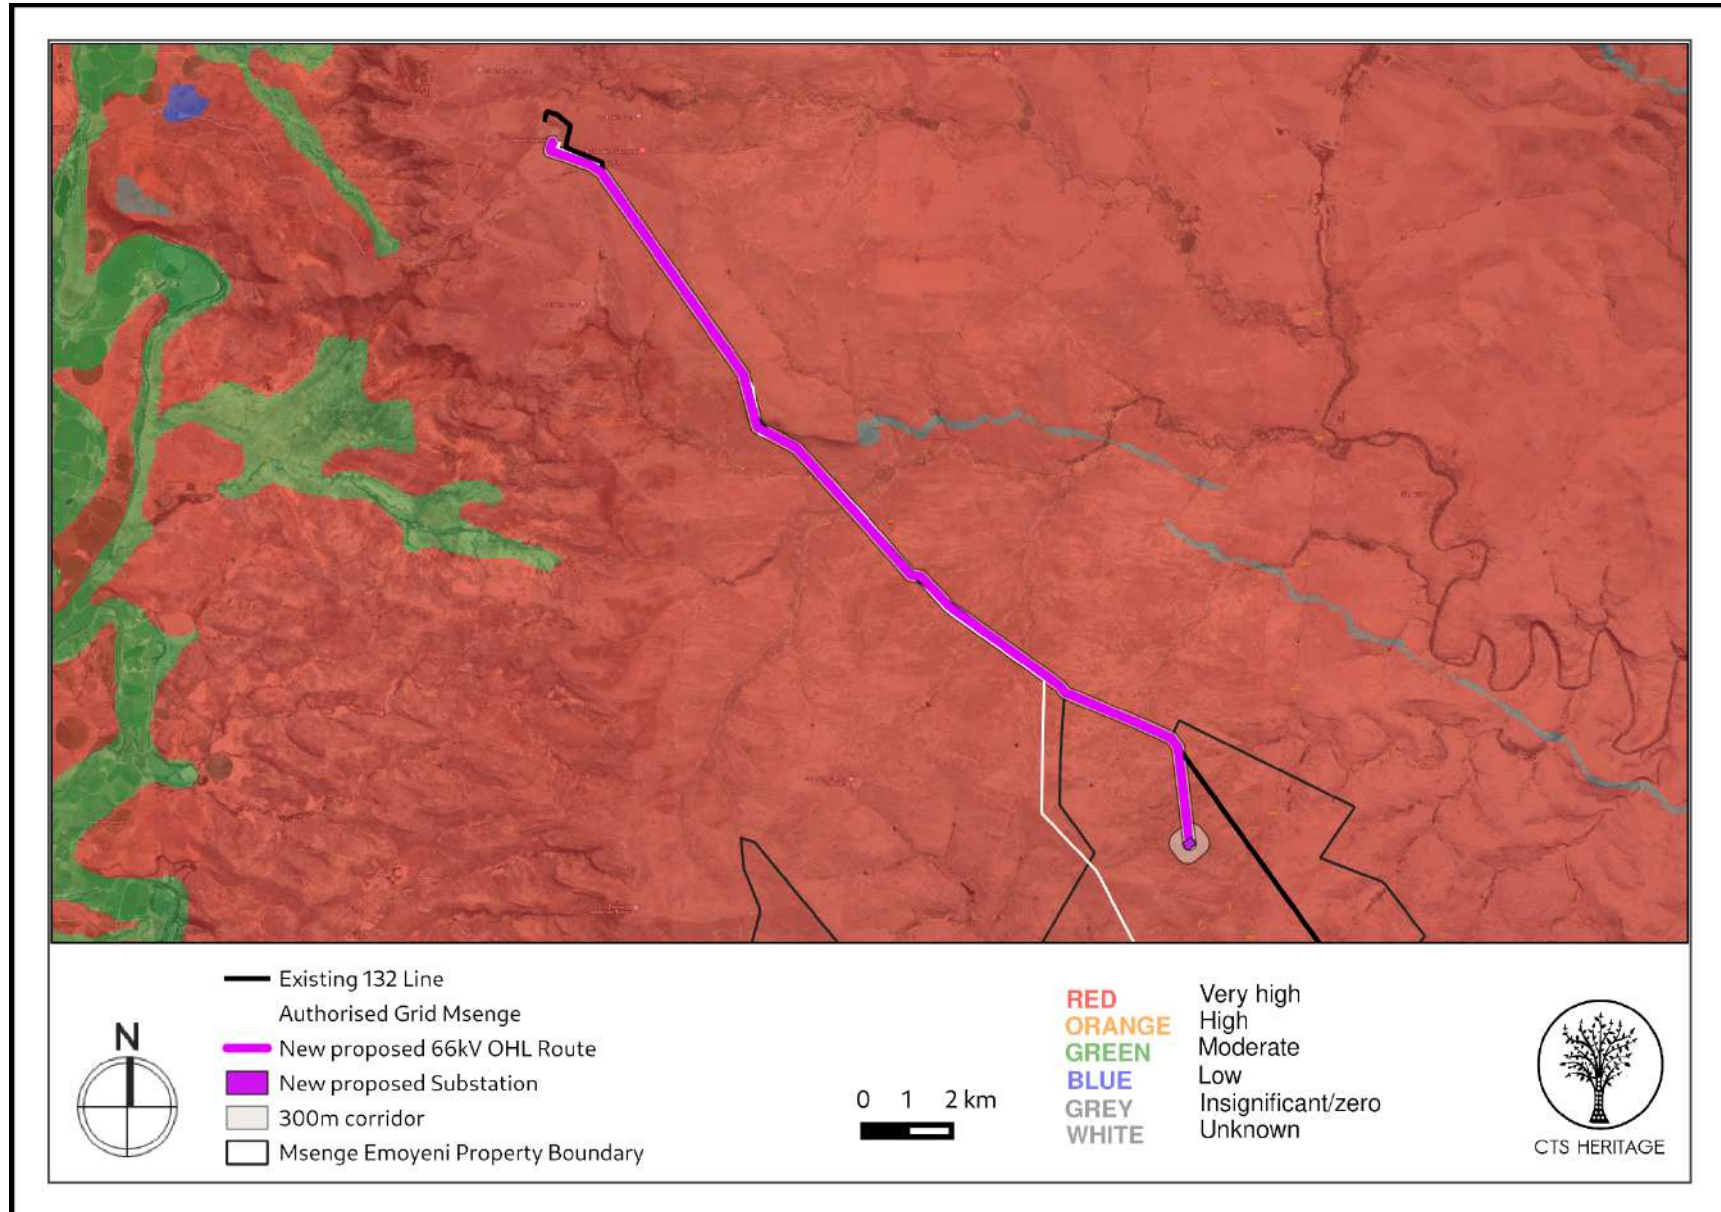 Existing 132 Line
Authorised Grid Msenge
New proposed 66kV OHL Route
New proposed Substation
300m corridor
Msenge Emoyeni Property Boundary
N
0 1 2 km
RED Very high
ORANGE High
GREEN Moderate
BLUE Low
GREY Insignificant/zero
WHITE Unknown
CTS HERITAGE